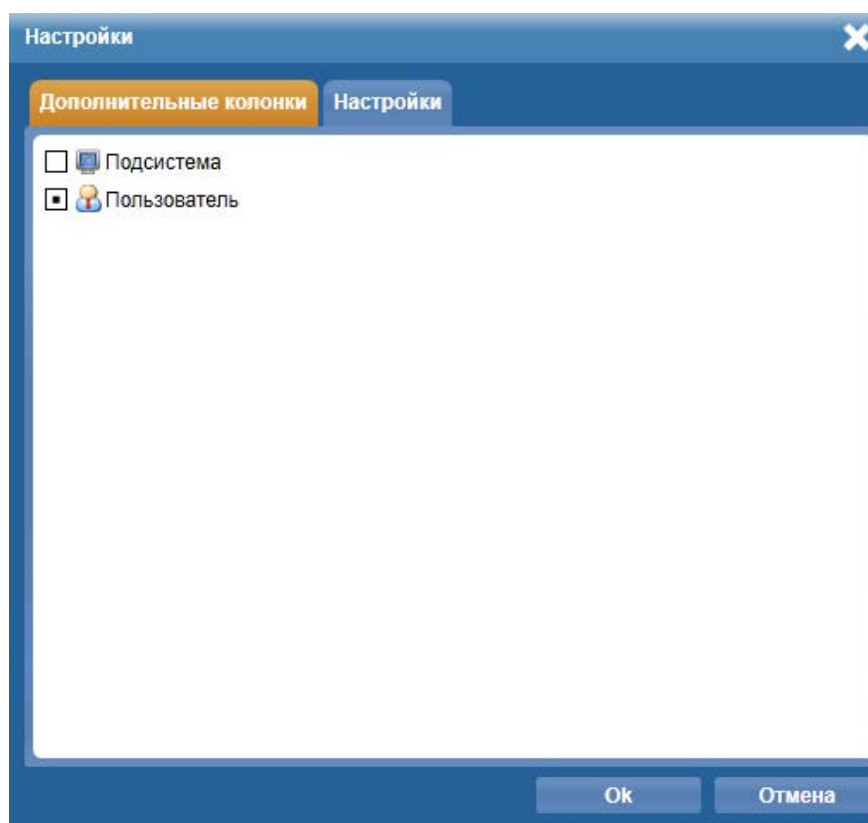 Настройки
Дополнительные колонки Настройки
Подсистема
Пользователь
Ok Отмена